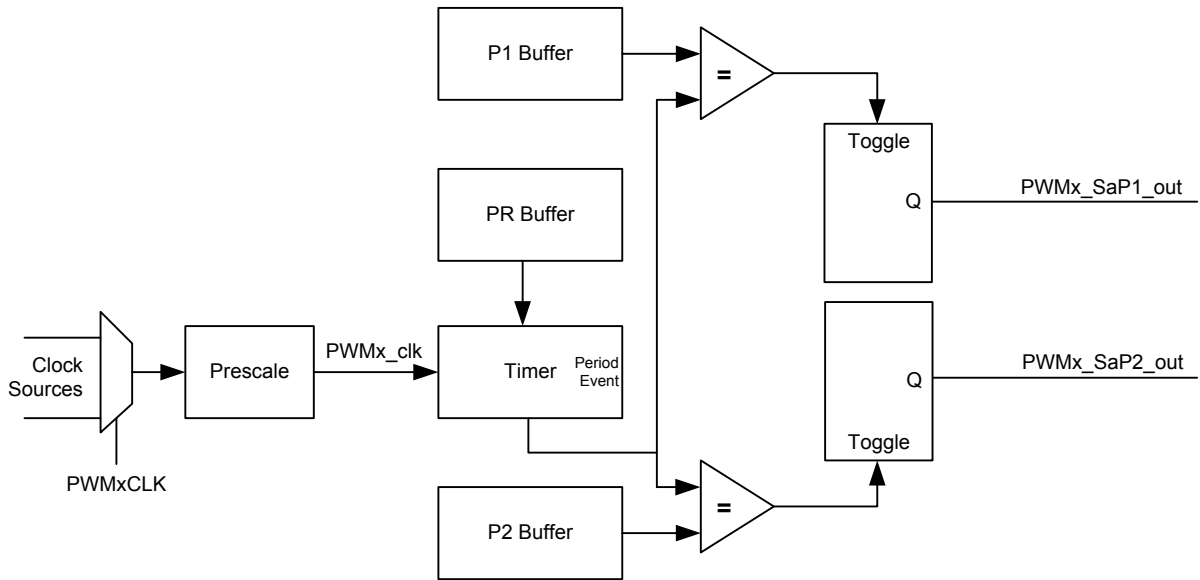 P1 Buffer
=
Toggle
Q
PWMx_SaP1_out
PR Buffer
Clock
Sources
PWMxCLK
Prescale
PWMx_clk
Timer
Period
Event
Q
Toggle
PWMx_SaP2_out
P2 Buffer
=